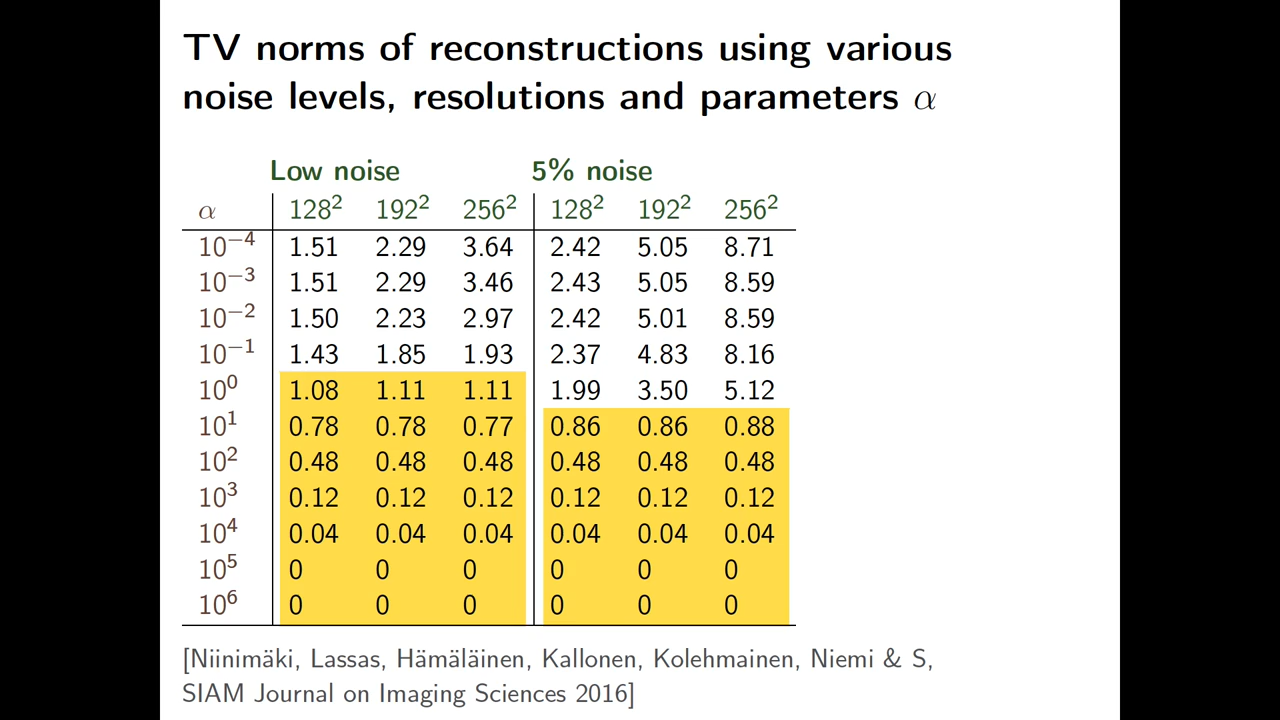 TV norms of reconstructions using various
noise levels, resolutions and parameters α
Low noise 5% noise
α 128² 192² 256² 128² 192² 256²
10⁻⁴ 1.51 2.29 3.64 2.42 5.05 8.71
10⁻³ 1.51 2.29 3.46 2.43 5.05 8.59
10⁻² 1.50 2.23 2.97 2.42 5.01 8.59
10⁻¹ 1.43 1.85 1.93 2.37 4.83 8.16
10⁰ 1.08 1.11 1.11 1.99 3.50 5.12
10¹ 0.78 0.78 0.77 0.86 0.86 0.88
10² 0.48 0.48 0.48 0.48 0.48 0.48
10³ 0.12 0.12 0.12 0.12 0.12 0.12
10⁴ 0.04 0.04 0.04 0.04 0.04 0.04
10⁵ 0 0 0 0 0 0
10⁶ 0 0 0 0 0 0
[Niinimäki, Lassas, Hämäläinen, Kallonen, Kolehmainen, Niemi & S,
SIAM Journal on Imaging Sciences 2016]